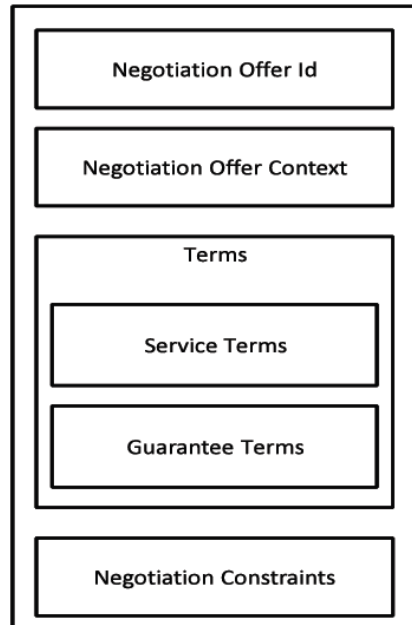 Negotiation Offer Id
Negotiation Offer Context
Terms
Service Terms
Guarantee Terms
Negotiation Constraints